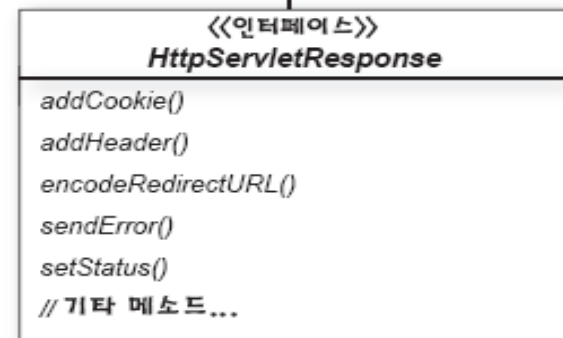 <<인터페이스>>
HttpServletResponse
addCookie()
addHeader()
encodeRedirectURL()
sendError()
setStatus()
// 기타 메소드...